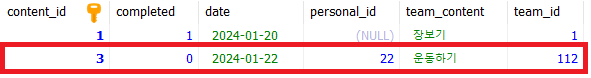 content_id completed date personal_id team_content team_id
1 1 2024-01-20 (NULL) 장보기 1
3 0 2024-01-22 22 운동하기 112